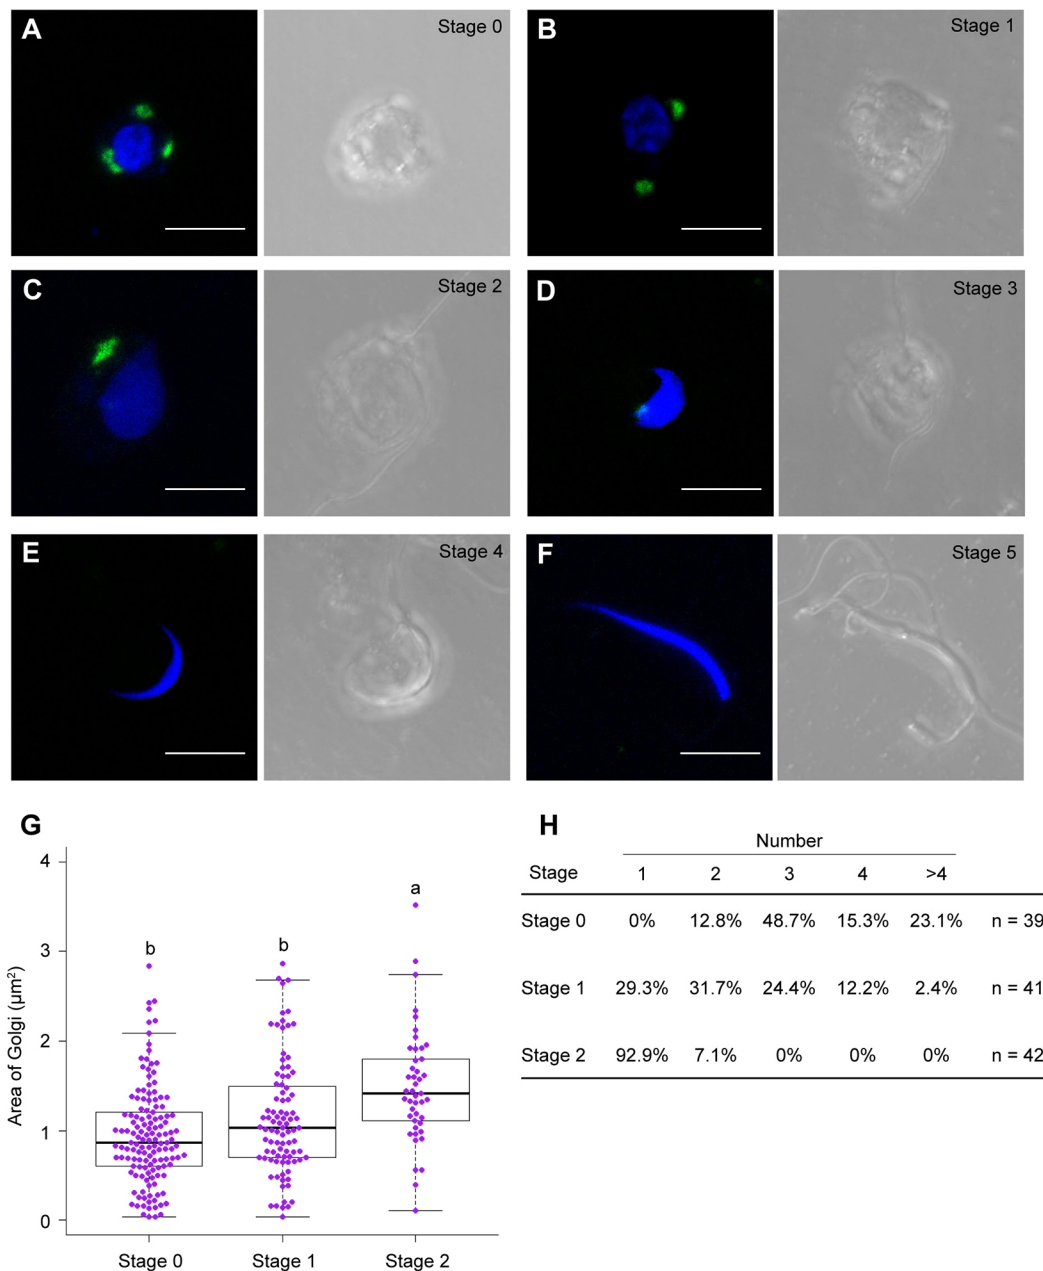 A
Stage 0
B
Stage 1
C
Stage 2
D
Stage 3
E
Stage 4
F
Stage 5
G
Area of Golgi (µm²)
4
3
2
1
0
b
b
a
Stage 0
Stage 1
Stage 2
H
Number
Stage 1 2 3 4 >4
Stage 0 0% 12.8% 48.7% 15.3% 23.1% n = 39
Stage 1 29.3% 31.7% 24.4% 12.2% 2.4% n = 41
Stage 2 92.9% 7.1% 0% 0% 0% n = 42